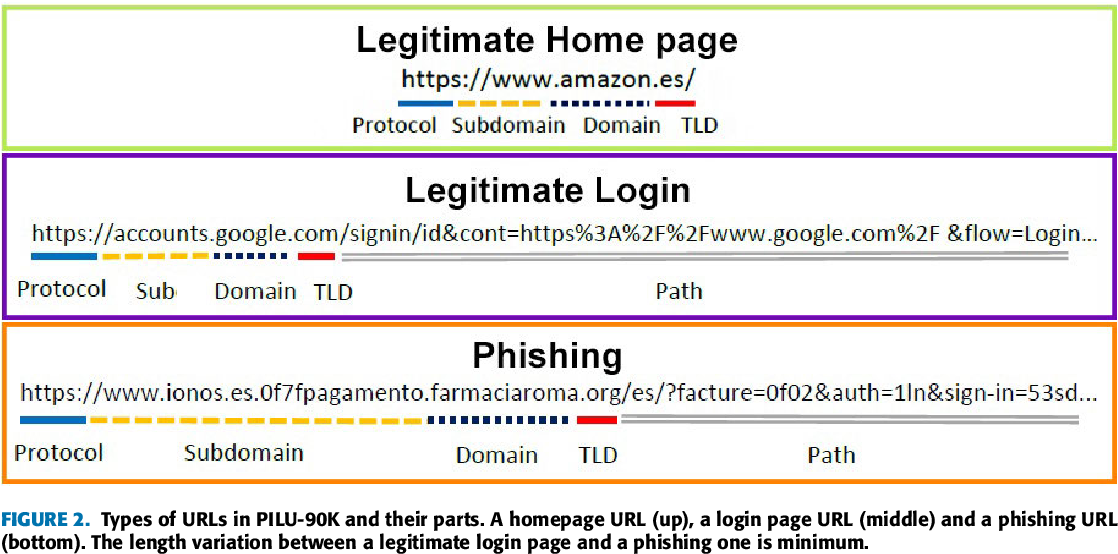 Legitimate Home page
https://www.amazon.es/
Protocol Subdomain Domain TLD
Legitimate Login
https://accounts.google.com/signin/id&cont=https%3A%2F%2Fwww.google.com%2F &flow=Login...
Protocol Sub Domain TLD Path
Phishing
https://www.ionos.es.0f7fpagamento.farmaciaroma.org/es/?facture=0f02&auth=1ln&sign-in=53sd...
Protocol Subdomain Domain TLD Path
FIGURE 2. Types of URLs in PILU-90K and their parts. A homepage URL (up), a login page URL (middle) and a phishing URL
(bottom). The length variation between a legitimate login page and a phishing one is minimum.